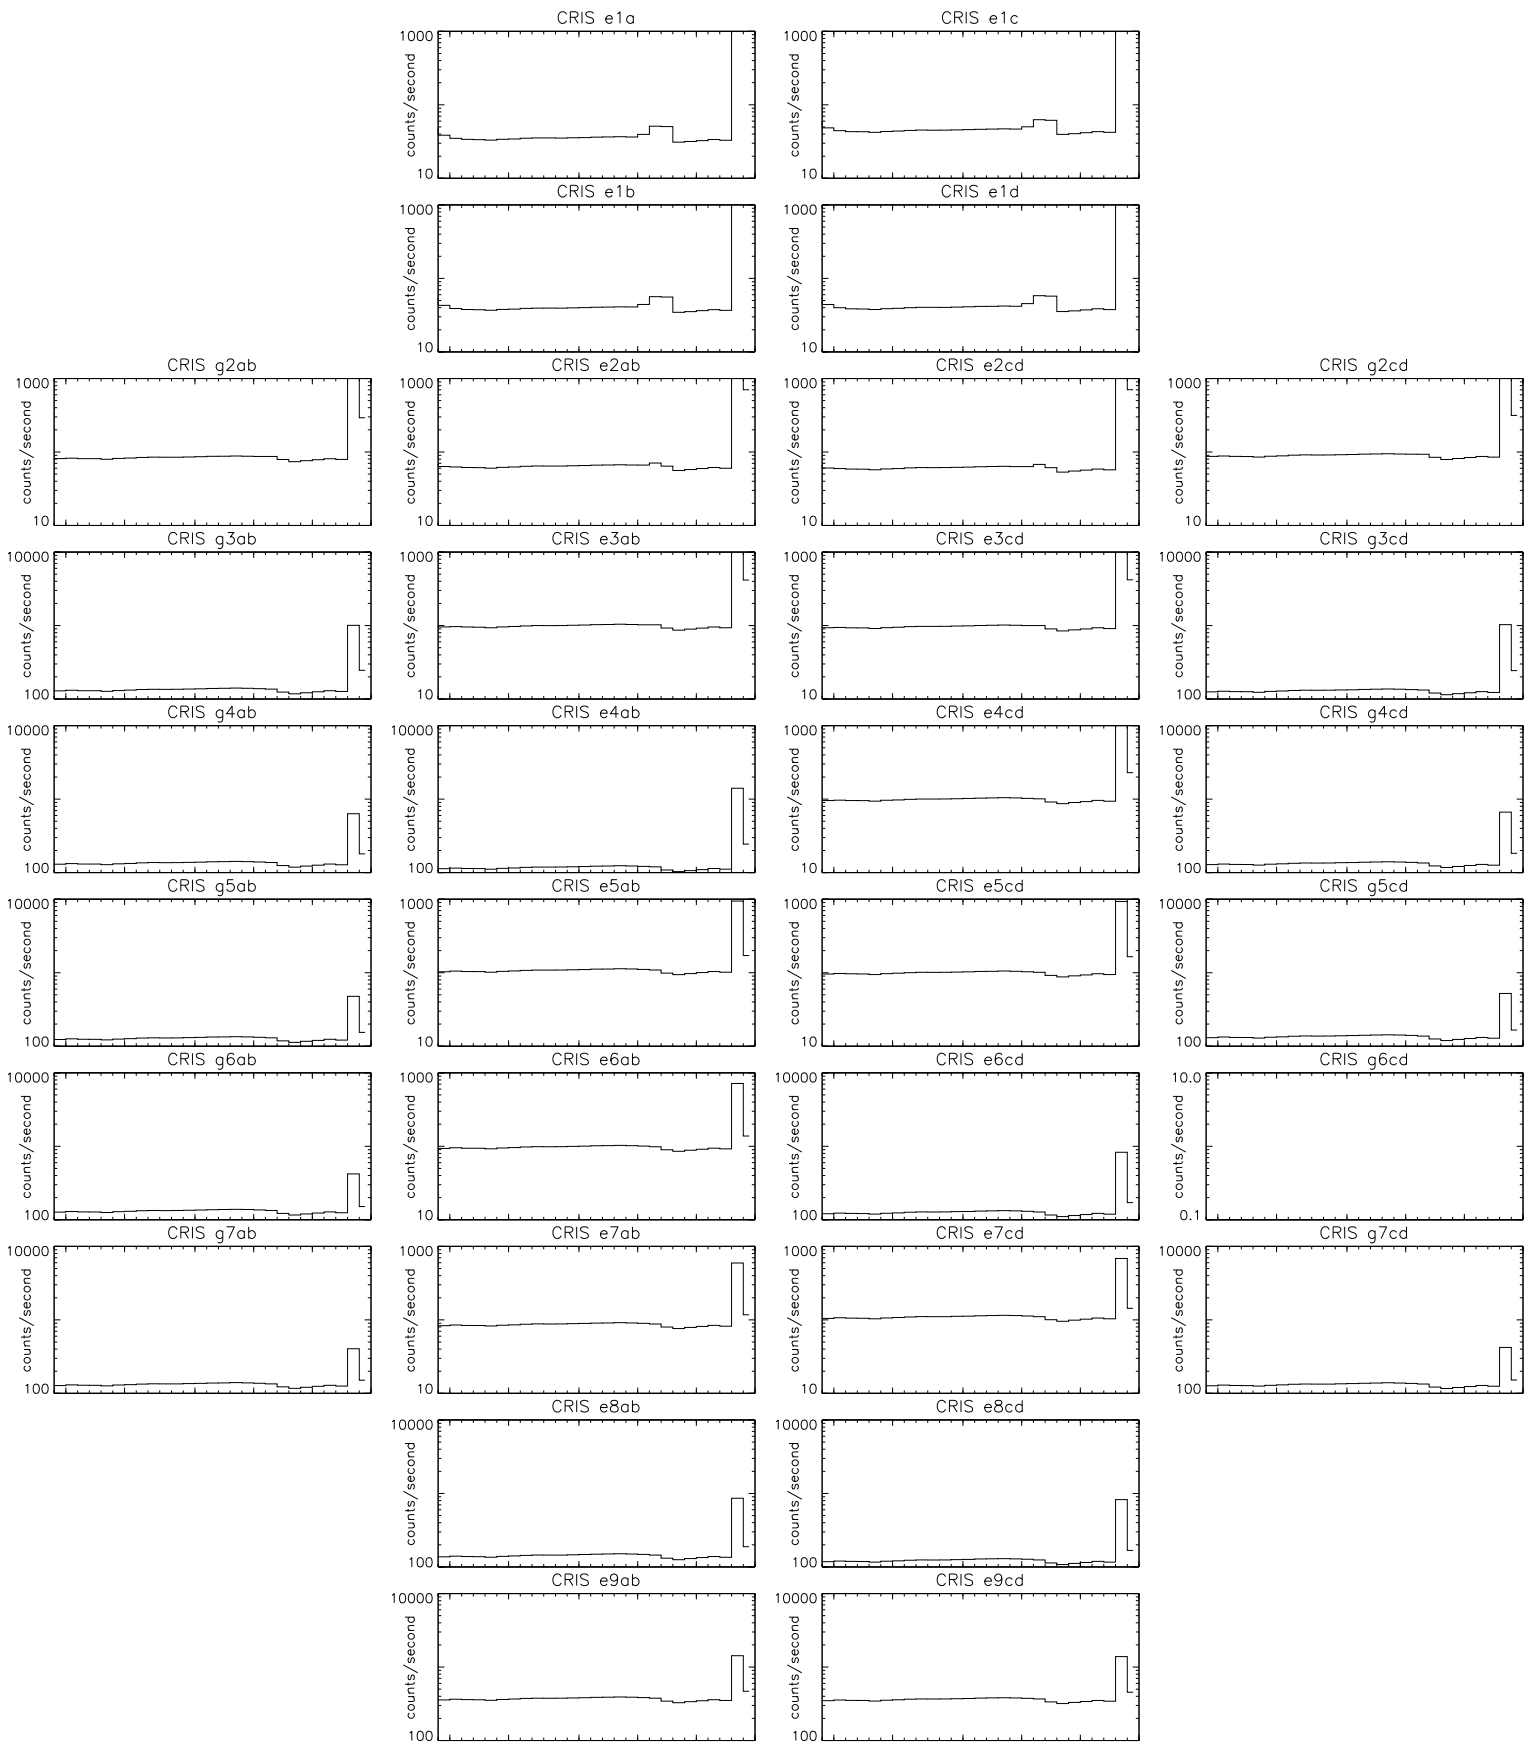 CRIS e1a
1000
counts/second
10
CRIS e1c
1000
counts/second
10
CRIS e1b
1000
counts/second
10
CRIS e1d
1000
counts/second
10
CRIS g2ab
1000
counts/second
10
CRIS e2ab
1000
counts/second
10
CRIS e2cd
1000
counts/second
10
CRIS g2cd
1000
counts/second
10
CRIS g3ab
10000
counts/second
100
CRIS e3ab
1000
counts/second
10
CRIS e3cd
1000
counts/second
10
CRIS g3cd
10000
counts/second
100
CRIS g4ab
10000
counts/second
100
CRIS e4ab
10000
counts/second
100
CRIS e4cd
1000
counts/second
10
CRIS g4cd
10000
counts/second
100
CRIS g5ab
10000
counts/second
100
CRIS e5ab
1000
counts/second
10
CRIS e5cd
1000
counts/second
10
CRIS g5cd
10000
counts/second
100
CRIS g6ab
10000
counts/second
100
CRIS e6ab
1000
counts/second
10
CRIS e6cd
10000
counts/second
100
CRIS g6cd
10.0
counts/second
0.1
CRIS g7ab
10000
counts/second
100
CRIS e7ab
1000
counts/second
10
CRIS e7cd
1000
counts/second
10
CRIS g7cd
10000
counts/second
100
CRIS e8ab
10000
counts/second
100
CRIS e8cd
10000
counts/second
100
CRIS e9ab
10000
counts/second
100
CRIS e9cd
10000
counts/second
100